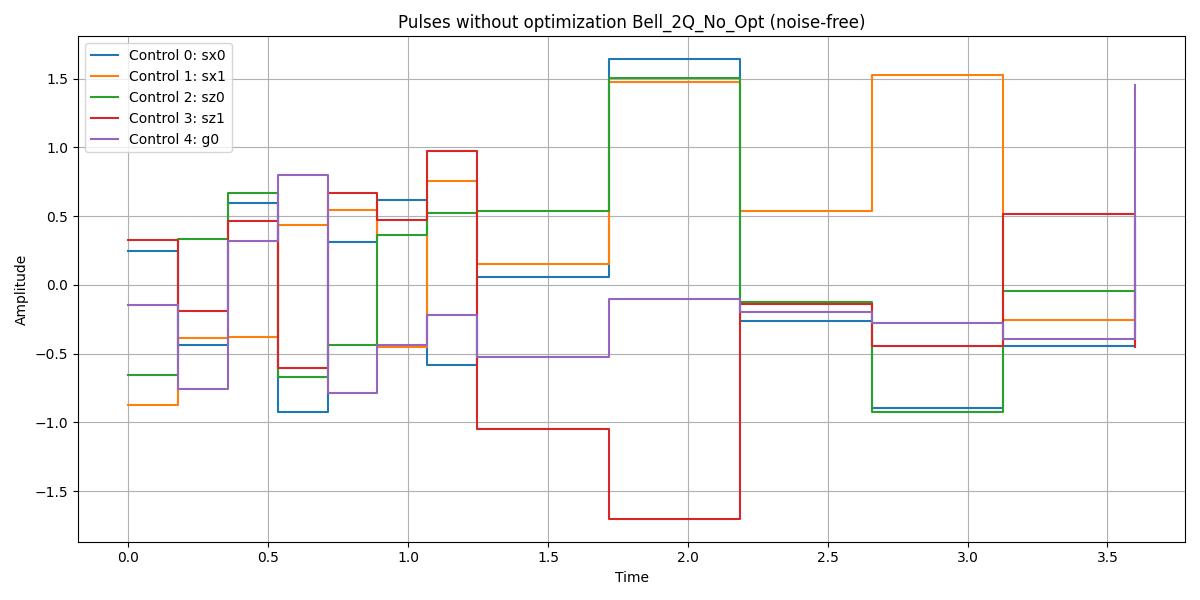 Pulses without optimization Bell_2Q_No_Opt (noise-free)
Control 0: sx0
Control 1: sx1
Control 2: sz0
Control 3: sz1
Control 4: g0
Amplitude
1.5
1.0
0.5
0.0
−0.5
−1.0
−1.5
0.0 0.5 1.0 1.5 2.0 2.5 3.0 3.5
Time